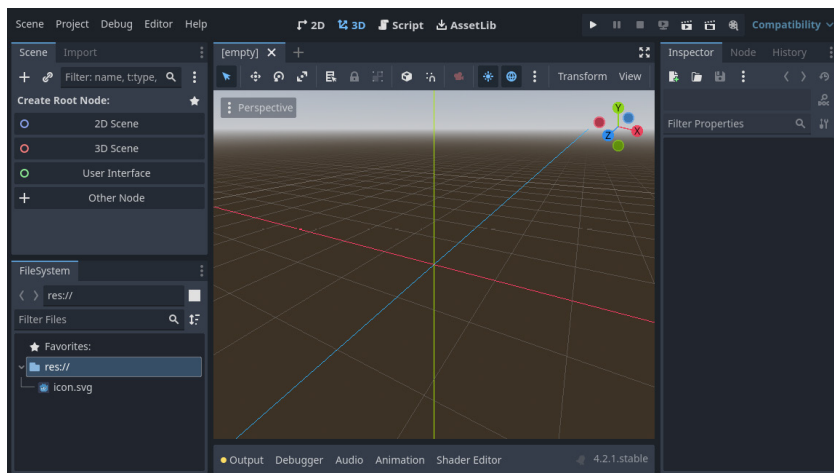 Scene Project Debug Editor Help
2D 3D Script AssetLib
Compatibility
Scene Import
Filter: name, t:type,
Create Root Node:
2D Scene
3D Scene
User Interface
Other Node
FileSystem
res://
Filter Files
Favorites:
res://
icon.svg
[empty]
Transform View
Perspective
Y
X
Z
Output Debugger Audio Animation Shader Editor
4.2.1.stable
Inspector Node History
DOC
Filter Properties